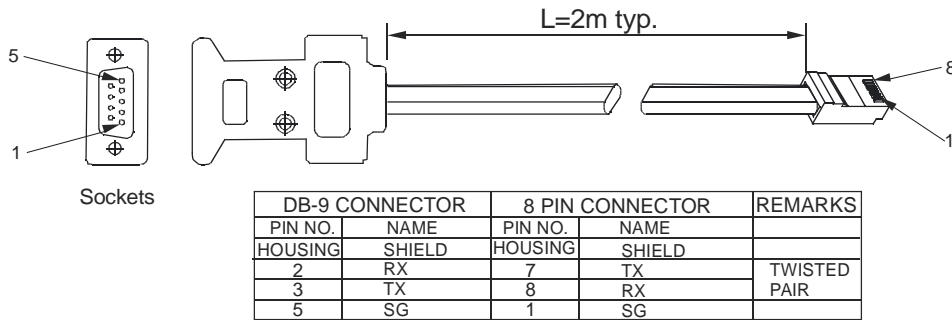 L=2m typ.
5
8
1
1
Sockets
DB-9 CONNECTOR 8 PIN CONNECTOR REMARKS
PIN NO. NAME PIN NO. NAME
HOUSING SHIELD HOUSING SHIELD
2 RX 7 TX TWISTED
3 TX 8 RX PAIR
5 SG 1 SG